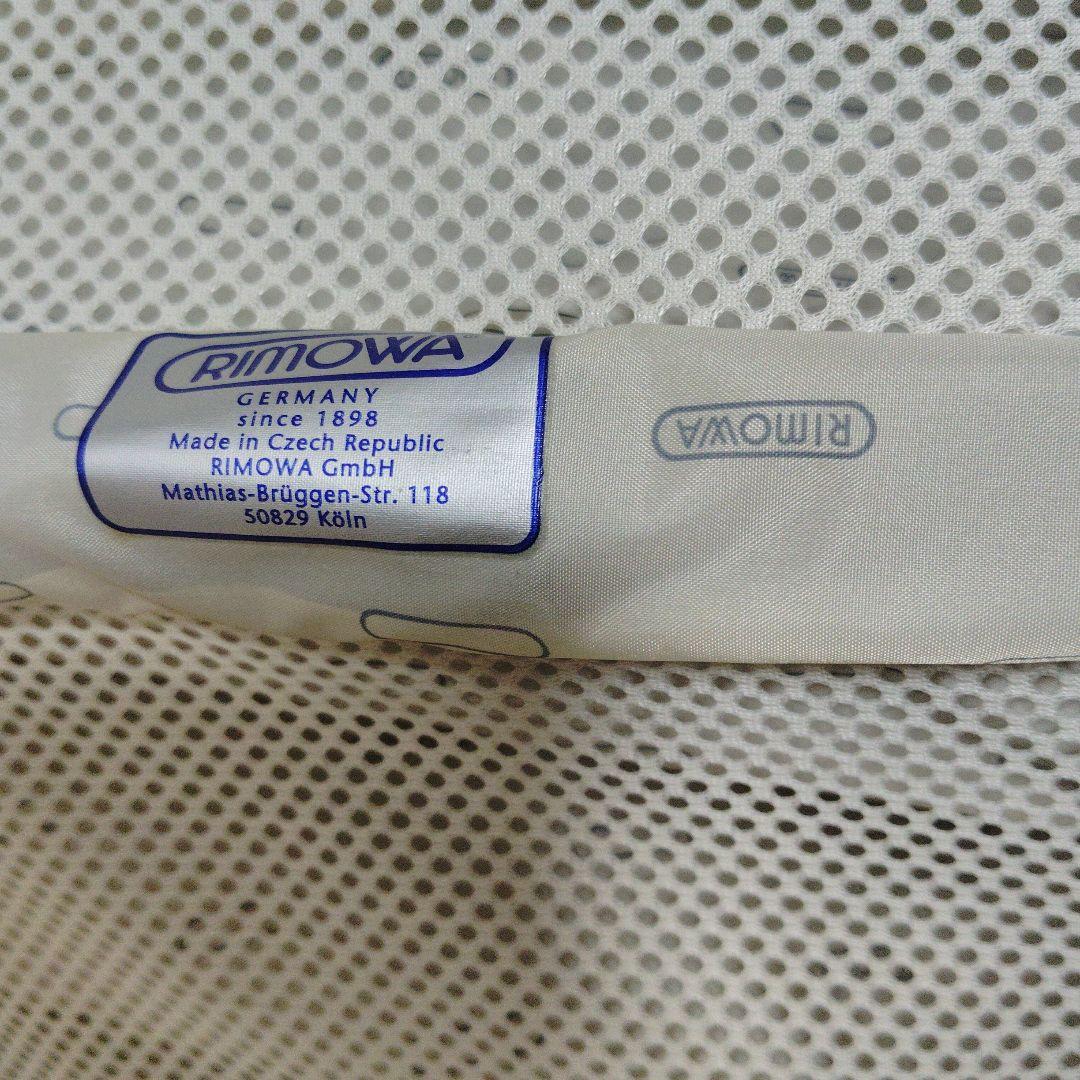 RIMOWA
GERMANY
since 1898
Made in Czech Republic
RIMOWA GmbH
Mathias-Brüggen-Str. 118
50829 Köln
RIMOWA